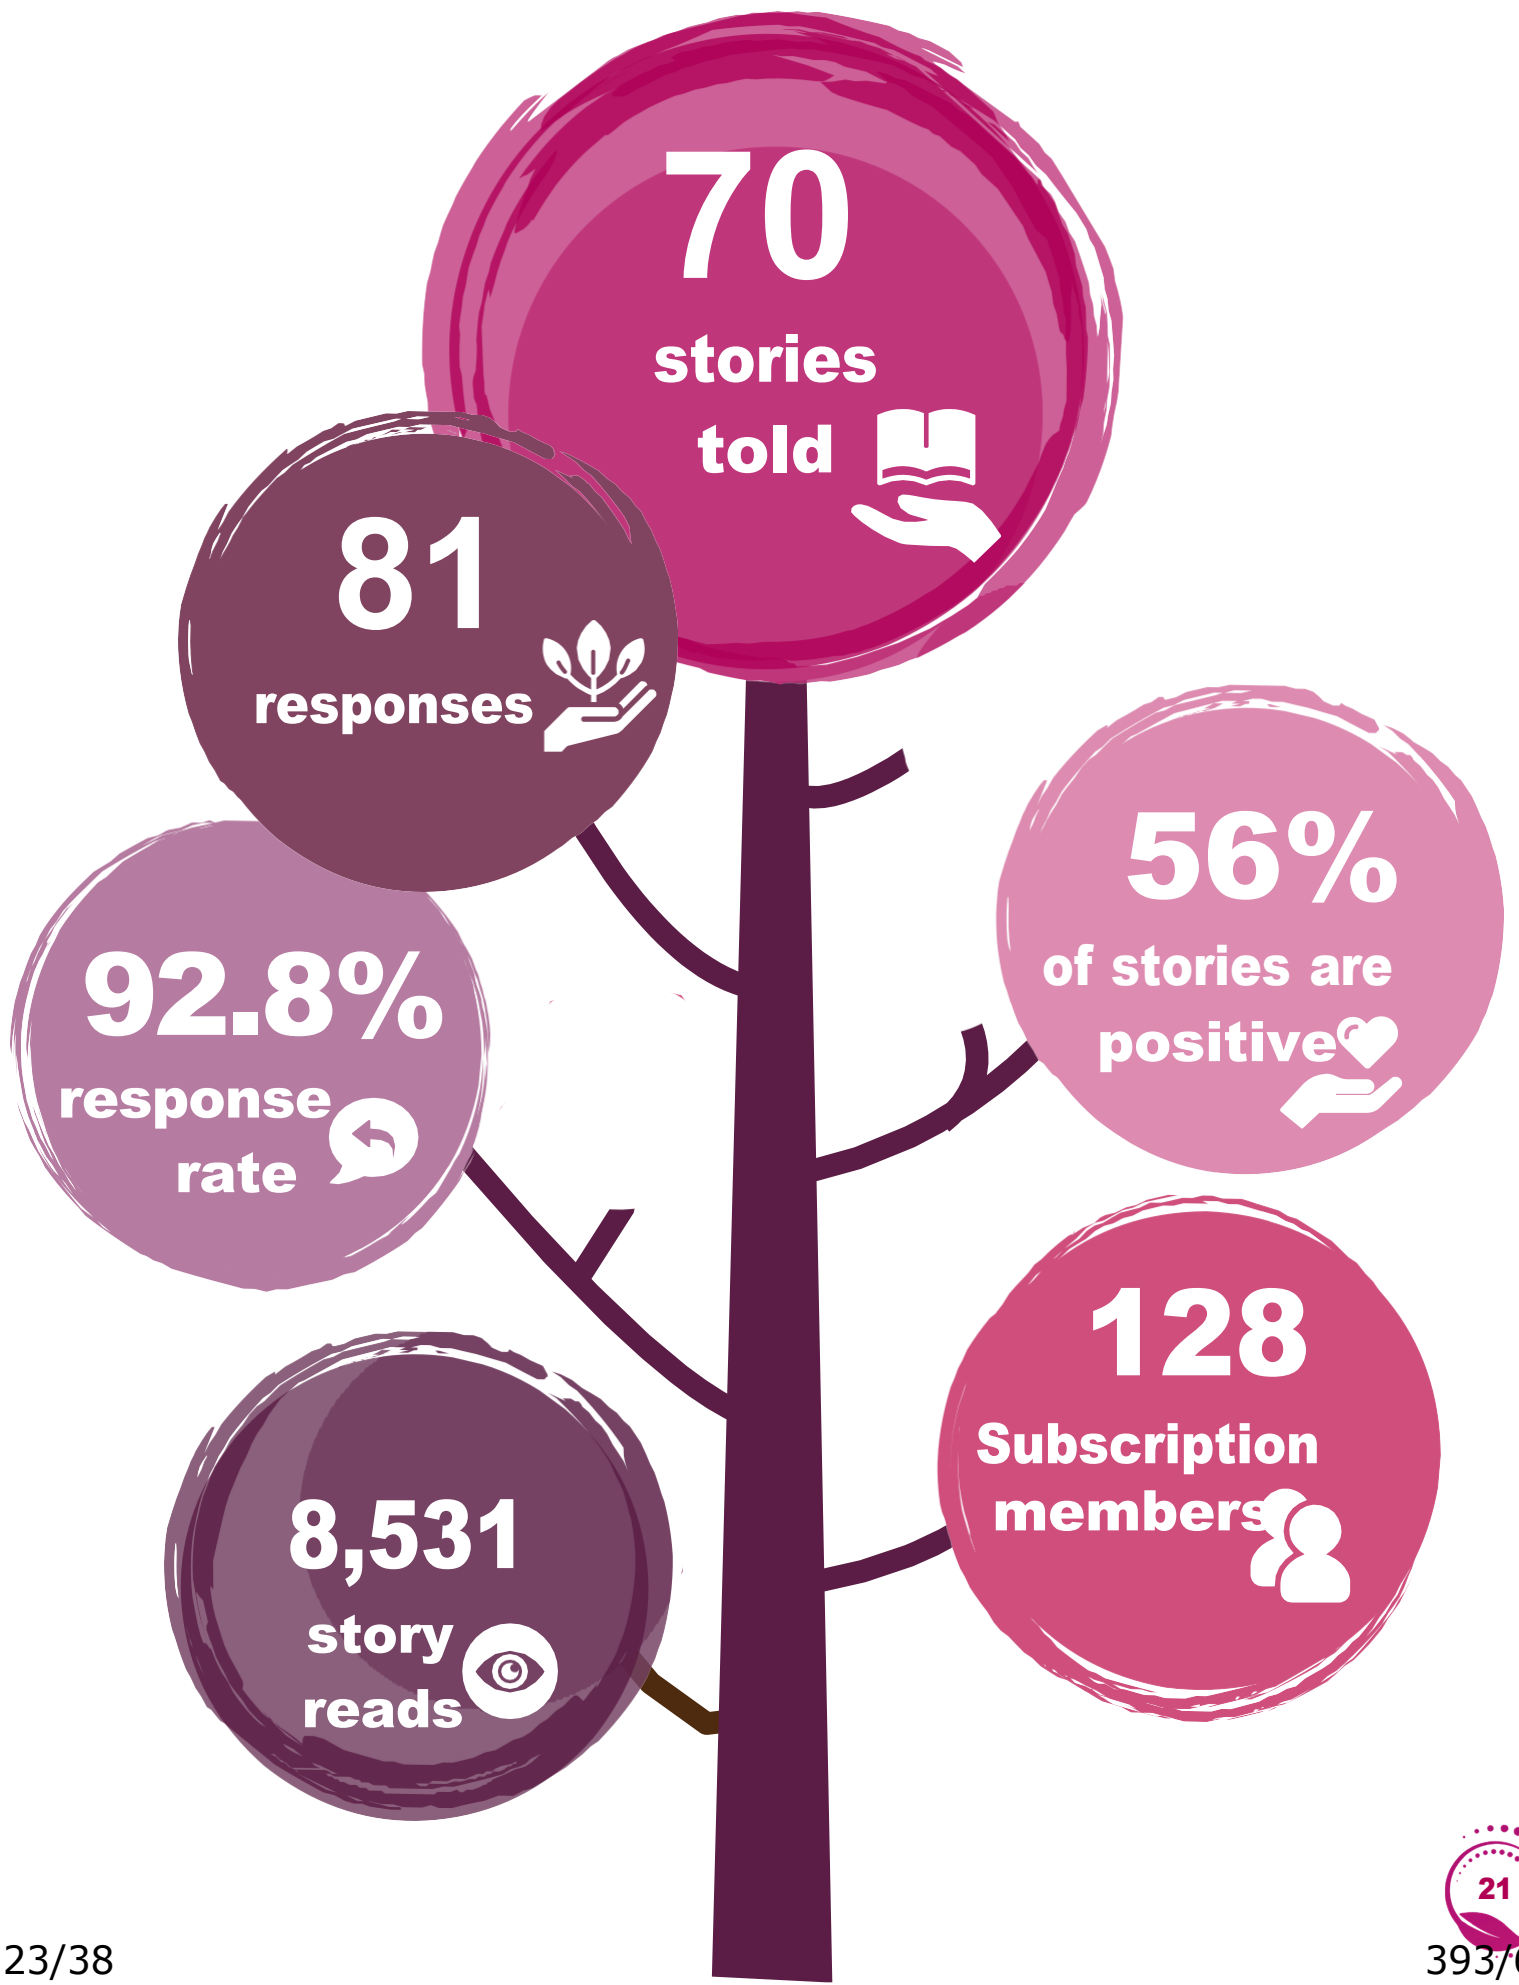 70
stories
told
81
responses
56%
of stories are
positive
92.8%
response
rate
128
Subscription
members
8,531
story
reads
21
23/38